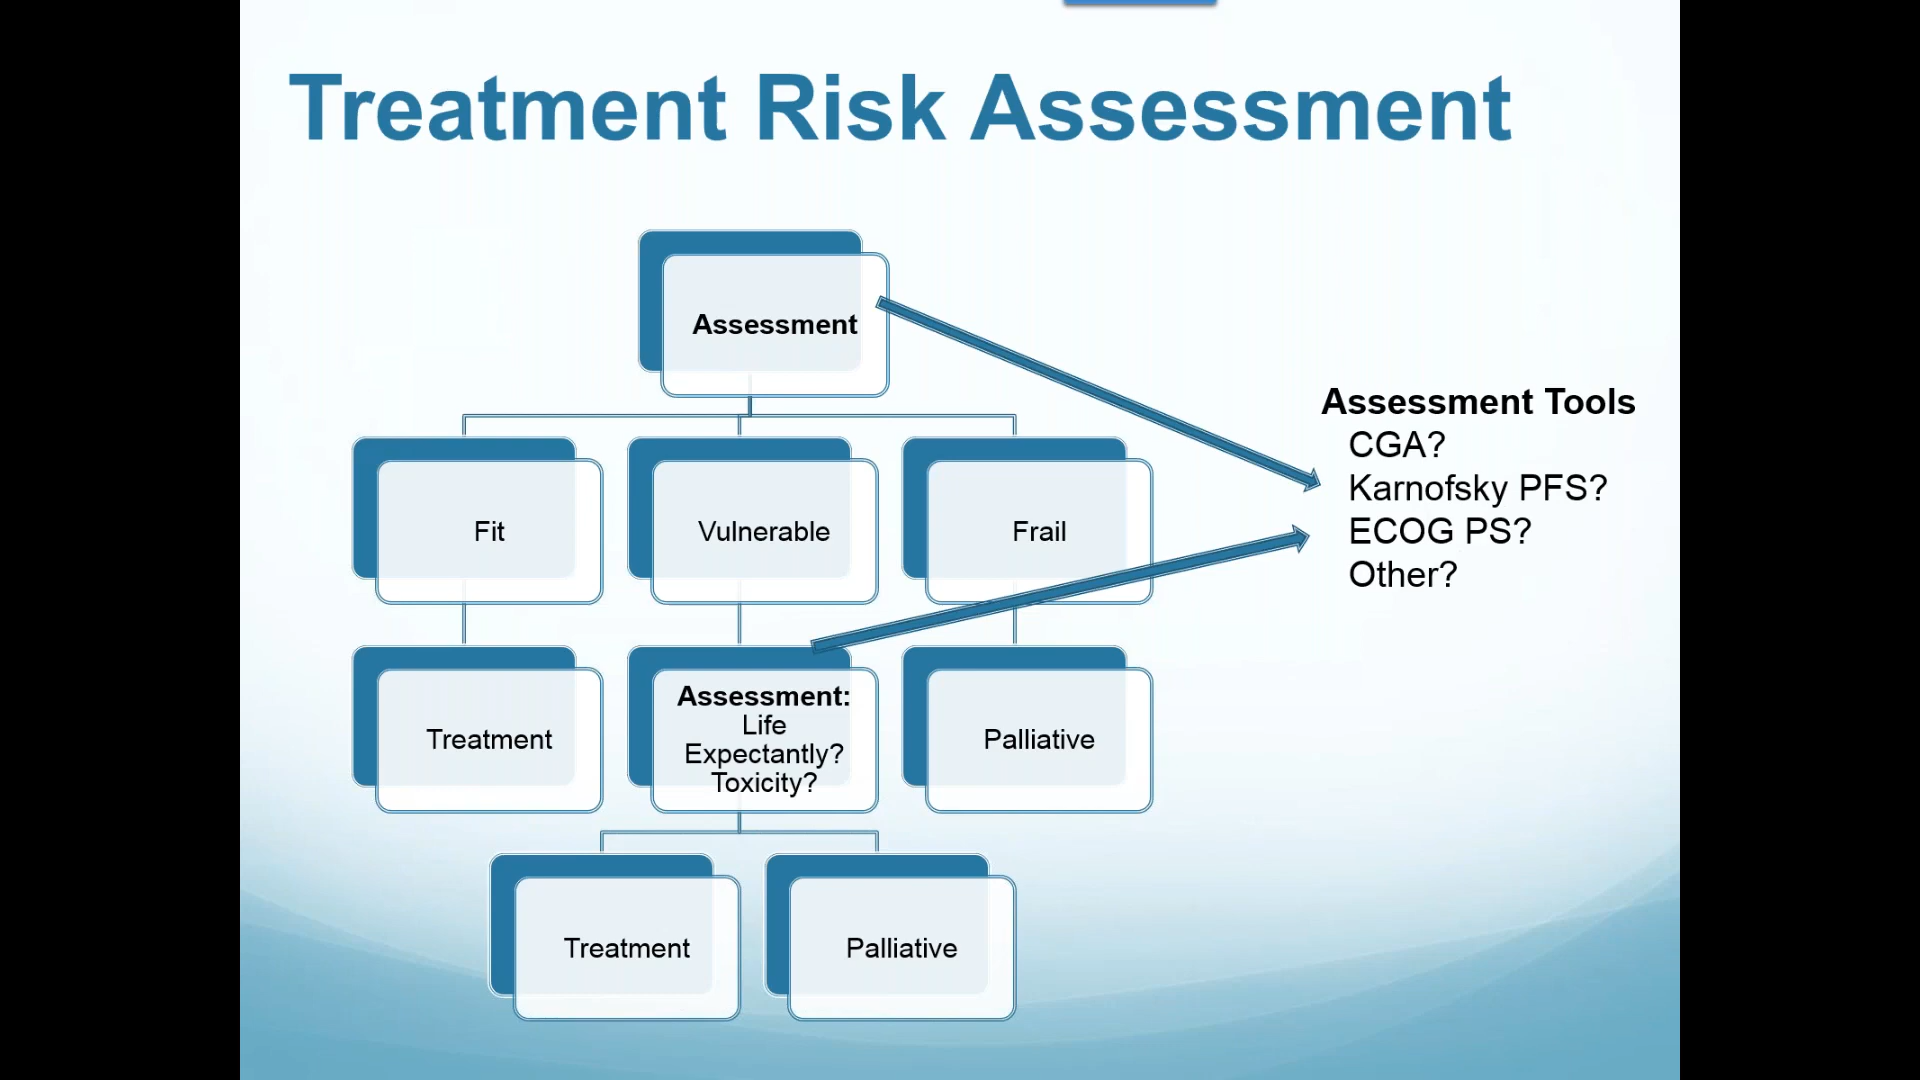 Treatment Risk Assessment
Assessment
Assessment Tools
CGA?
Karnofsky PFS?
ECOG PS?
Other?
Fit
Vulnerable
Frail
Treatment
Assessment:
Life
Expectantly?
Toxicity?
Palliative
Treatment
Palliative